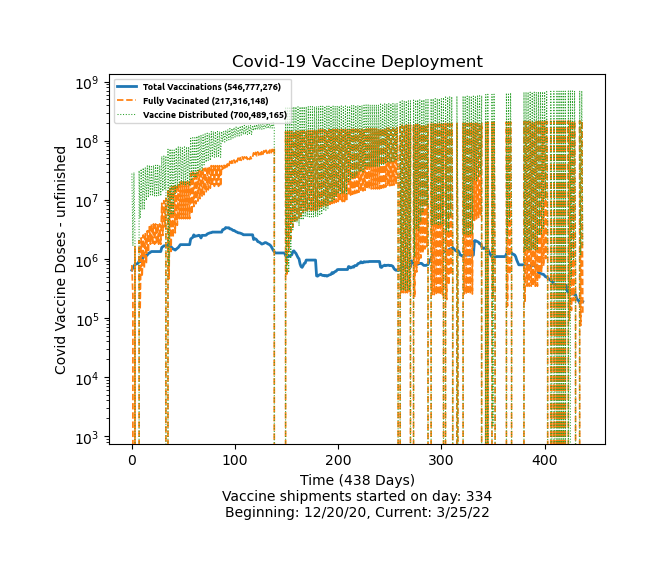 Covid-19 Vaccine Deployment
Total Vaccinations (546,777,276)
Fully Vacinated (217,316,148)
Vaccine Distributed (700,489,165)
Covid Vaccine Doses - unfinished
10⁹
10⁸
10⁷
10⁶
10⁵
10⁴
10³
0 100 200 300 400
Time (438 Days)
Vaccine shipments started on day: 334
Beginning: 12/20/20, Current: 3/25/22